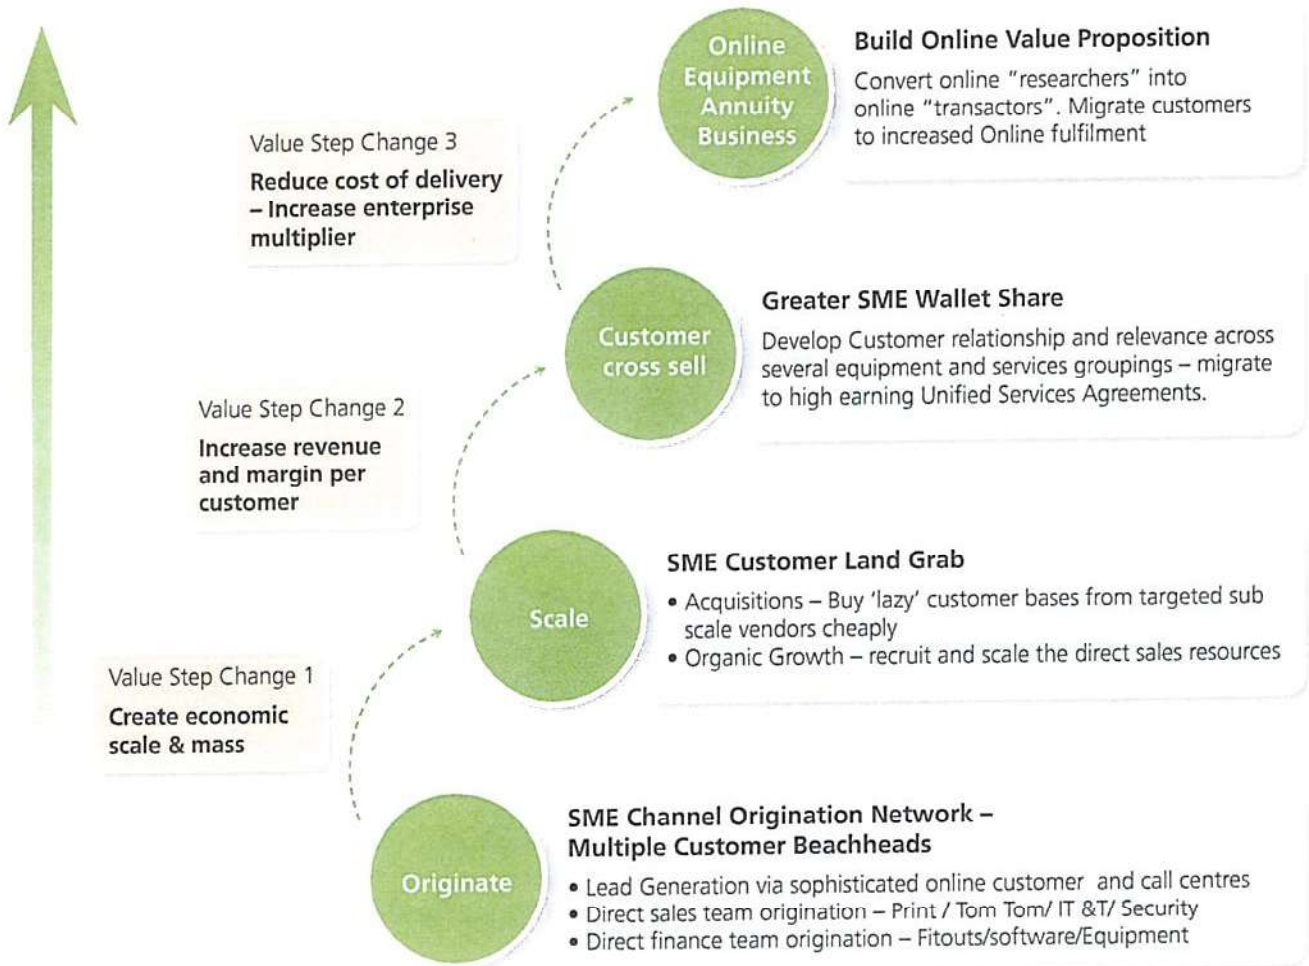 Online
Equipment
Annuity
Business
Build Online Value Proposition
Convert online "researchers" into
online "transactors". Migrate customers
to increased Online fulfilment
Value Step Change 3
Reduce cost of delivery
– Increase enterprise
multiplier
Customer
cross sell
Greater SME Wallet Share
Develop Customer relationship and relevance across
several equipment and services groupings – migrate
to high earning Unified Services Agreements.
Value Step Change 2
Increase revenue
and margin per
customer
Scale
SME Customer Land Grab
• Acquisitions – Buy 'lazy' customer bases from targeted sub
scale vendors cheaply
• Organic Growth – recruit and scale the direct sales resources
Value Step Change 1
Create economic
scale & mass
Originate
SME Channel Origination Network –
Multiple Customer Beachheads
• Lead Generation via sophisticated online customer and call centres
• Direct sales team origination – Print / Tom Tom/ IT &T/ Security
• Direct finance team origination – Fitouts/software/Equipment